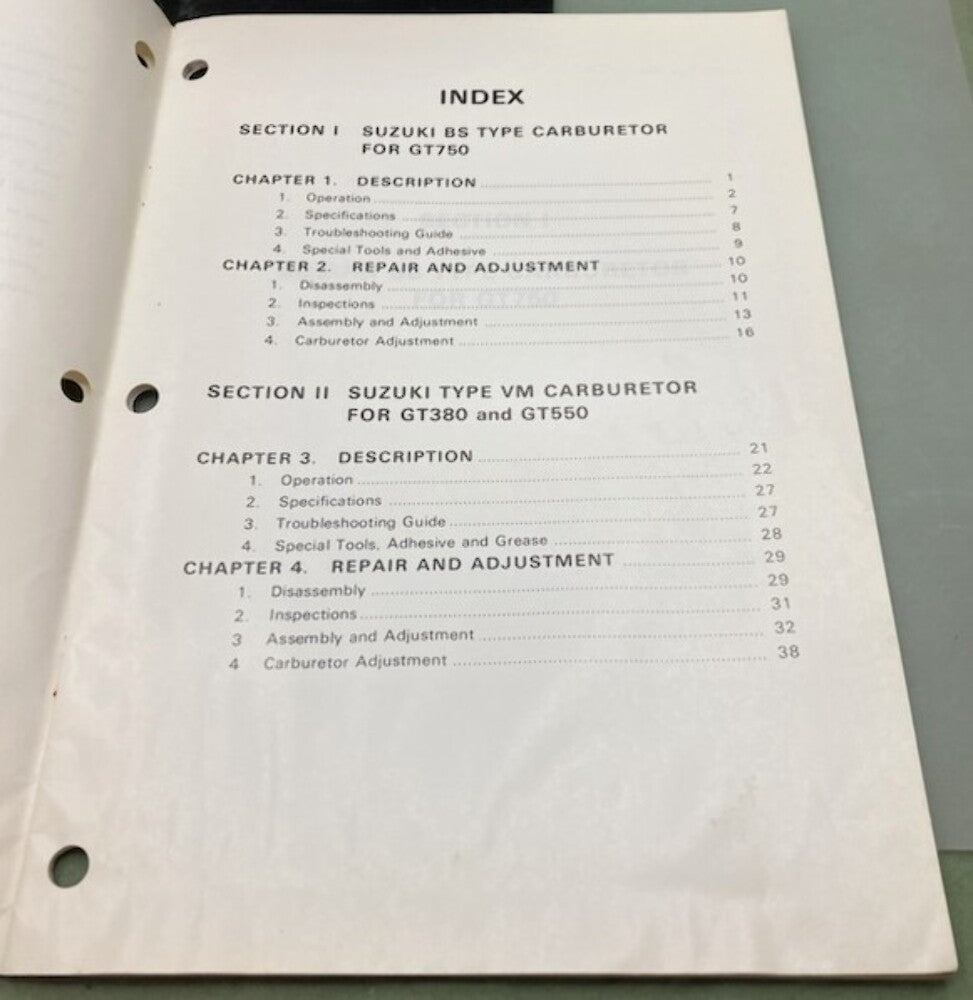 INDEX
SECTION I SUZUKI BS TYPE CARBURETOR
FOR GT750
CHAPTER 1. DESCRIPTION 1
1. Operation 2
2. Specifications 7
3. Troubleshooting Guide 8
4. Special Tools and Adhesive 9
CHAPTER 2. REPAIR AND ADJUSTMENT 10
1. Disassembly 10
2. Inspections 11
3. Assembly and Adjustment 13
4. Carburetor Adjustment 16
SECTION II SUZUKI TYPE VM CARBURETOR
FOR GT380 and GT550
CHAPTER 3. DESCRIPTION 21
1. Operation 22
2. Specifications 27
3. Troubleshooting Guide 27
4. Special Tools, Adhesive and Grease 28
CHAPTER 4. REPAIR AND ADJUSTMENT 29
1. Disassembly 29
2. Inspections 31
3 Assembly and Adjustment 32
4 Carburetor Adjustment 38